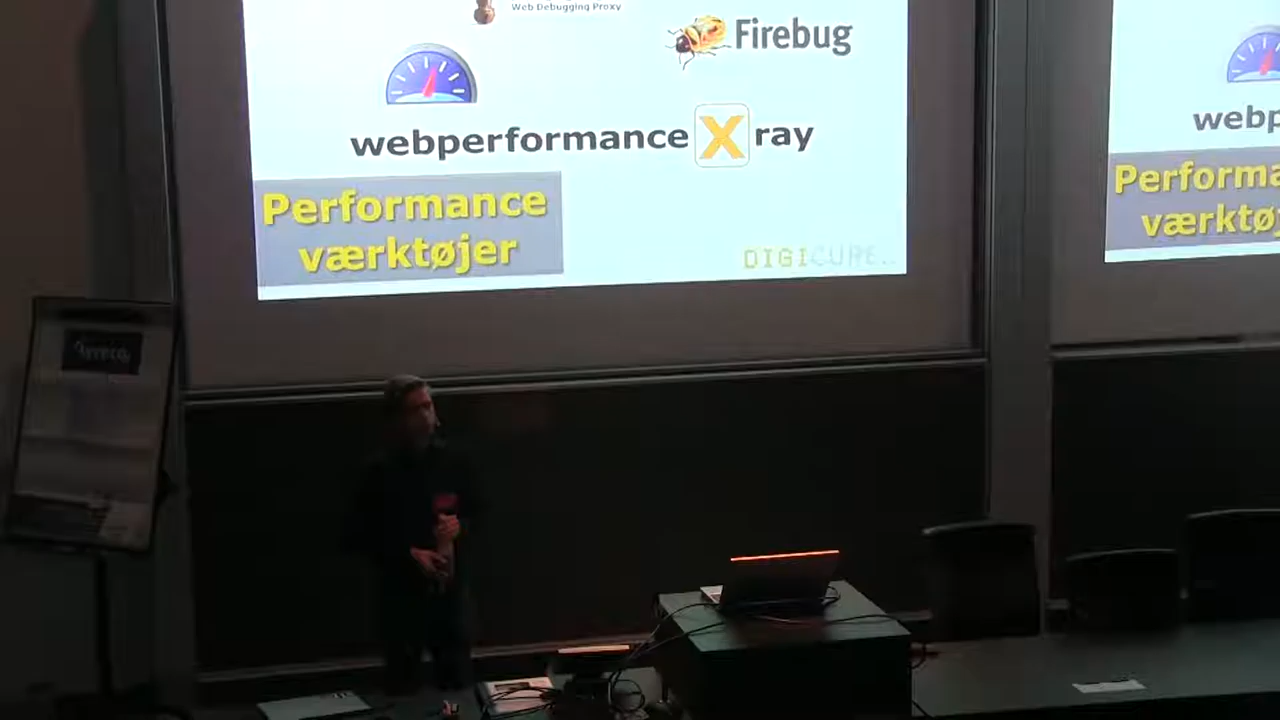 Web Debugging Proxy
Firebug
webperformance X ray
Performance
værktøjer
DIGICURE..
webp
Performa
værktøj